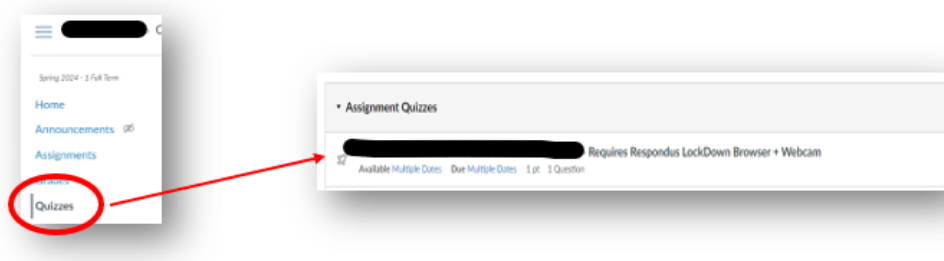 C
Spring 2024 - 1 Full Term
Home
Announcements
Assignments
Grades
Quizzes
Assignment Quizzes
Requires Respondus LockDown Browser + Webcam
Available Multiple Dates Due Multiple Dates 1 pt 1 Question